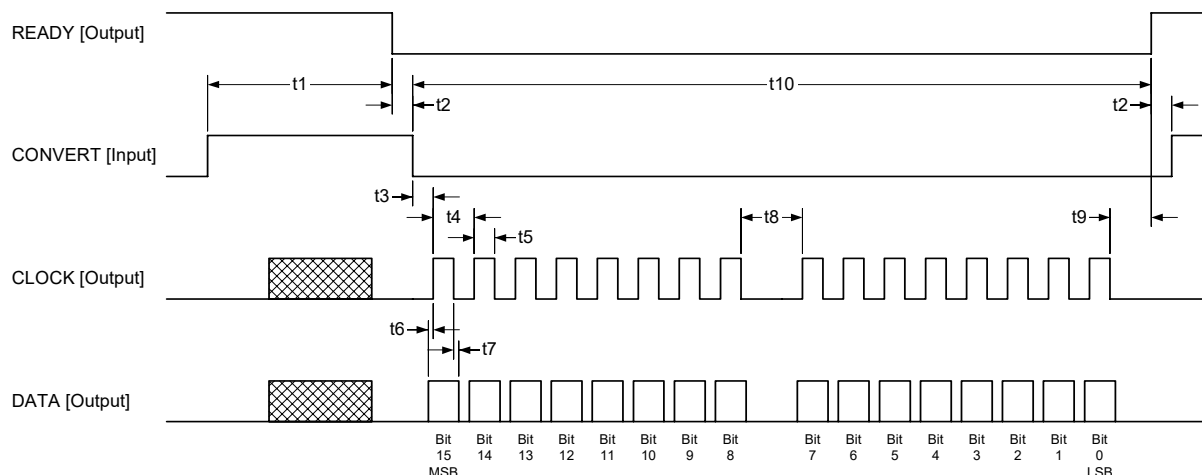 READY [Output]
t1
t10
t2
t2
CONVERT [Input]
t3
t4
t8
t9
t5
CLOCK [Output]
t6
t7
DATA [Output]
Bit 15 MSB
Bit 14
Bit 13
Bit 12
Bit 11
Bit 10
Bit 9
Bit 8
Bit 7
Bit 6
Bit 5
Bit 4
Bit 3
Bit 2
Bit 1
Bit 0 LSB